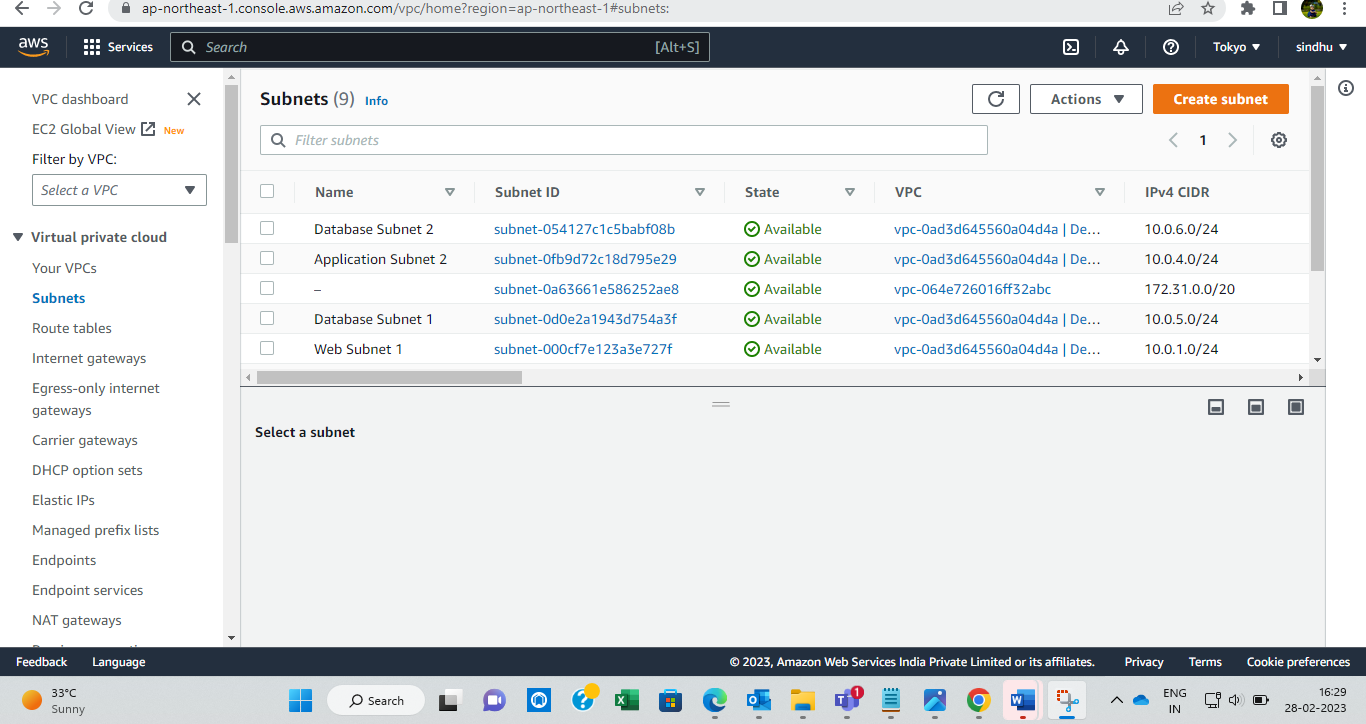 ap-northeast-1.console.aws.amazon.com/vpc/home?region=ap-northeast-1#subnets:
aws Services Search [Alt+S] Tokyo sindhu
VPC dashboard
EC2 Global View New
Filter by VPC:
Select a VPC
Virtual private cloud
Your VPCs
Subnets
Route tables
Internet gateways
Egress-only internet
gateways
Carrier gateways
DHCP option sets
Elastic IPs
Managed prefix lists
Endpoints
Endpoint services
NAT gateways
Subnets (9) Info
Actions
Create subnet
Filter subnets
1
Name Subnet ID State VPC IPv4 CIDR
Database Subnet 2 subnet-054127c1c5babf08b Available vpc-0ad3d645560a04d4a | De... 10.0.6.0/24
Application Subnet 2 subnet-0fb9d72c18d795e29 Available vpc-0ad3d645560a04d4a | De... 10.0.4.0/24
– subnet-0a63661e586252ae8 Available vpc-064e726016ff32abc 172.31.0.0/20
Database Subnet 1 subnet-0d0e2a1943d754a3f Available vpc-0ad3d645560a04d4a | De... 10.0.5.0/24
Web Subnet 1 subnet-000cf7e123a3e727f Available vpc-0ad3d645560a04d4a | De... 10.0.1.0/24
Select a subnet
Feedback Language © 2023, Amazon Web Services India Private Limited or its affiliates. Privacy Terms Cookie preferences
33°C
Sunny
Search
1
ENG
IN
16:29
28-02-2023